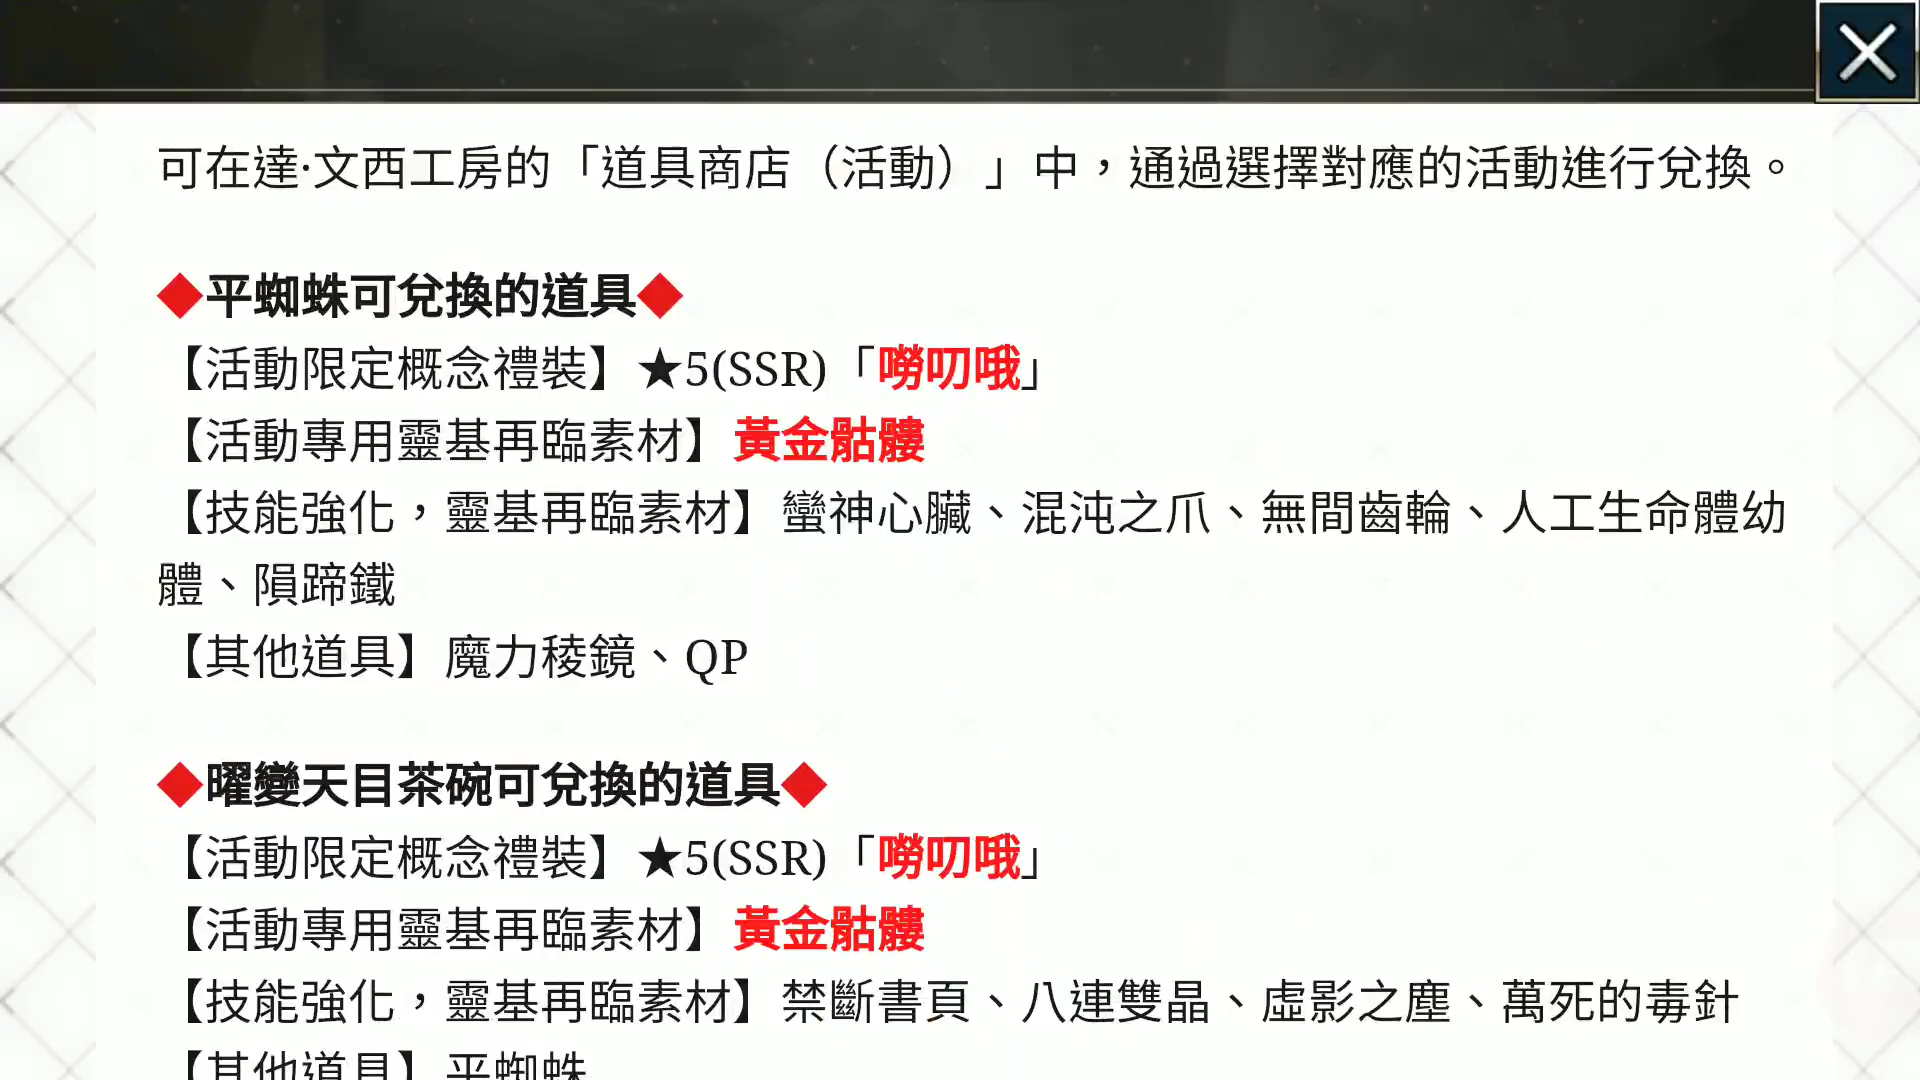 可在達·文西工房的「道具商店（活動）」中，通過選擇對應的活動進行兌換。
◆平蜘蛛可兌換的道具◆
【活動限定概念禮裝】★5(SSR)「嘮叨哦」
【活動專用靈基再臨素材】黃金骷髏
【技能強化，靈基再臨素材】蠻神心臟、混沌之爪、無間齒輪、人工生命體幼
體、隕蹄鐵
【其他道具】魔力稜鏡、QP
◆曜變天目茶碗可兌換的道具◆
【活動限定概念禮裝】★5(SSR)「嘮叨哦」
【活動專用靈基再臨素材】黃金骷髏
【技能強化，靈基再臨素材】禁斷書頁、八連雙晶、虛影之塵、萬死的毒針
【其他道具】平蜘蛛